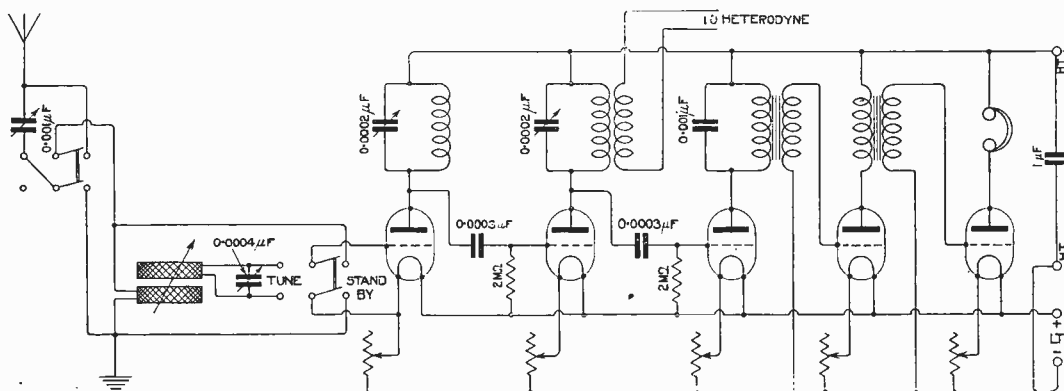 TO HETERODYNE
0·001μF
0·0002μF
0·0002μF
0·001μF
HT
1μF
0·0003μF
0·0003μF
0·0004μF
TUNE
STAND
BY
2MΩ
2MΩ
HT
+
LT